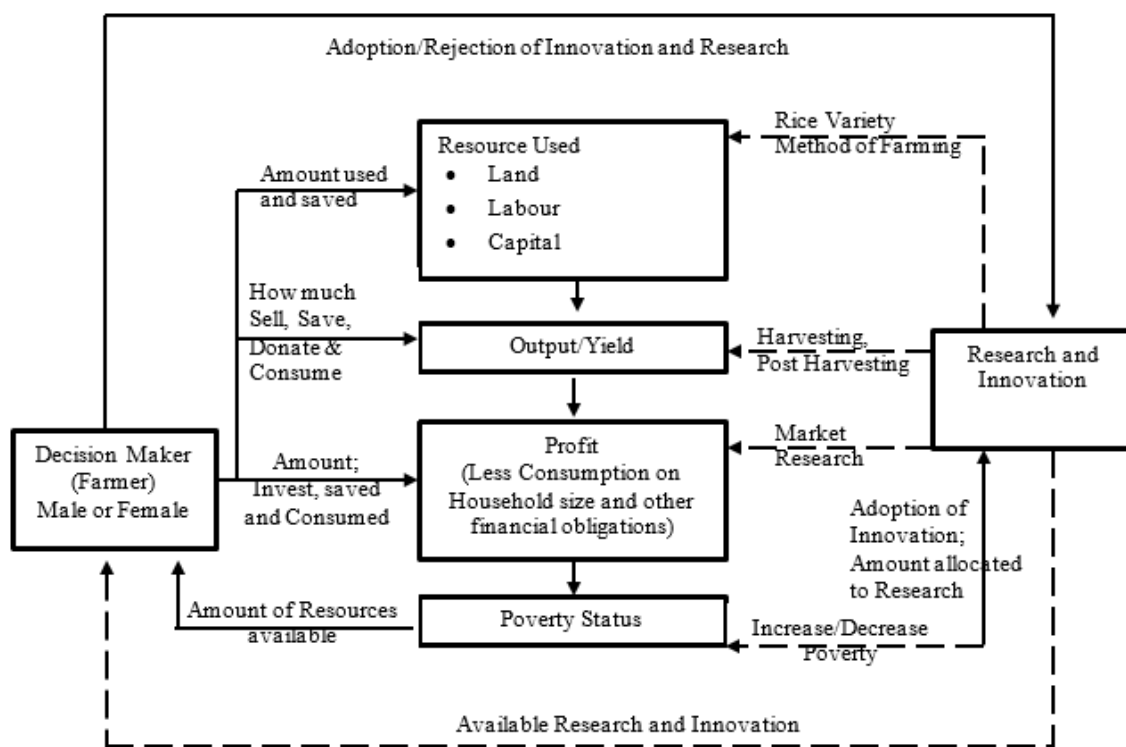 Adoption/Rejection of Innovation and Research
Rice Variety
Method of Farming
Resource Used
• Land
• Labour
• Capital
Amount used
and saved
How much
Sell, Save,
Donate &
Consume
Output/Yield
Harvesting,
Post Harvesting
Research and
Innovation
Decision Maker
(Farmer)
Male or Female
Amount;
Invest, saved
and Consumed
Profit
(Less Consumption on
Household size and other
financial obligations)
Market
Research
Adoption of
Innovation;
Amount allocated
to Research
Amount of Resources
available
Poverty Status
Increase/Decrease
Poverty
Available Research and Innovation